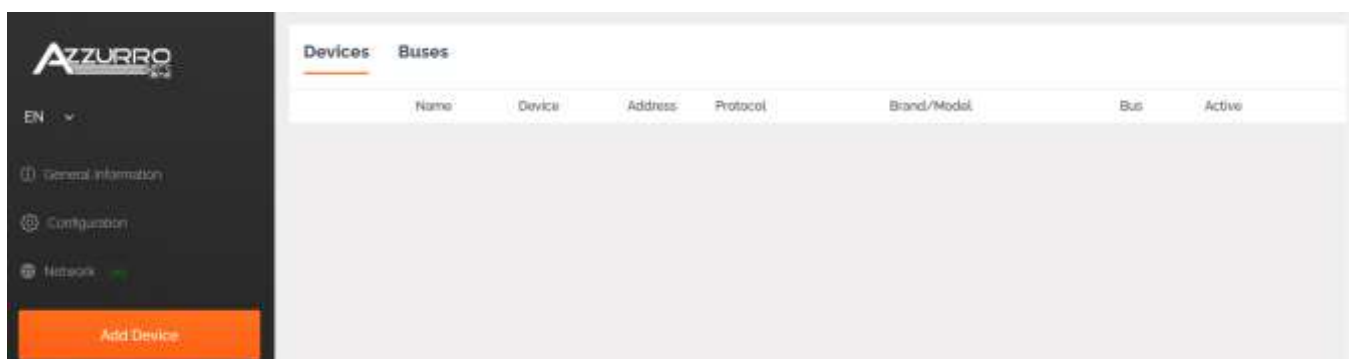 AZZURRO
EN
General Information
Configuration
Network
Add Device
Devices Buses
Name Device Address Protocol Brand/Model Bus Active